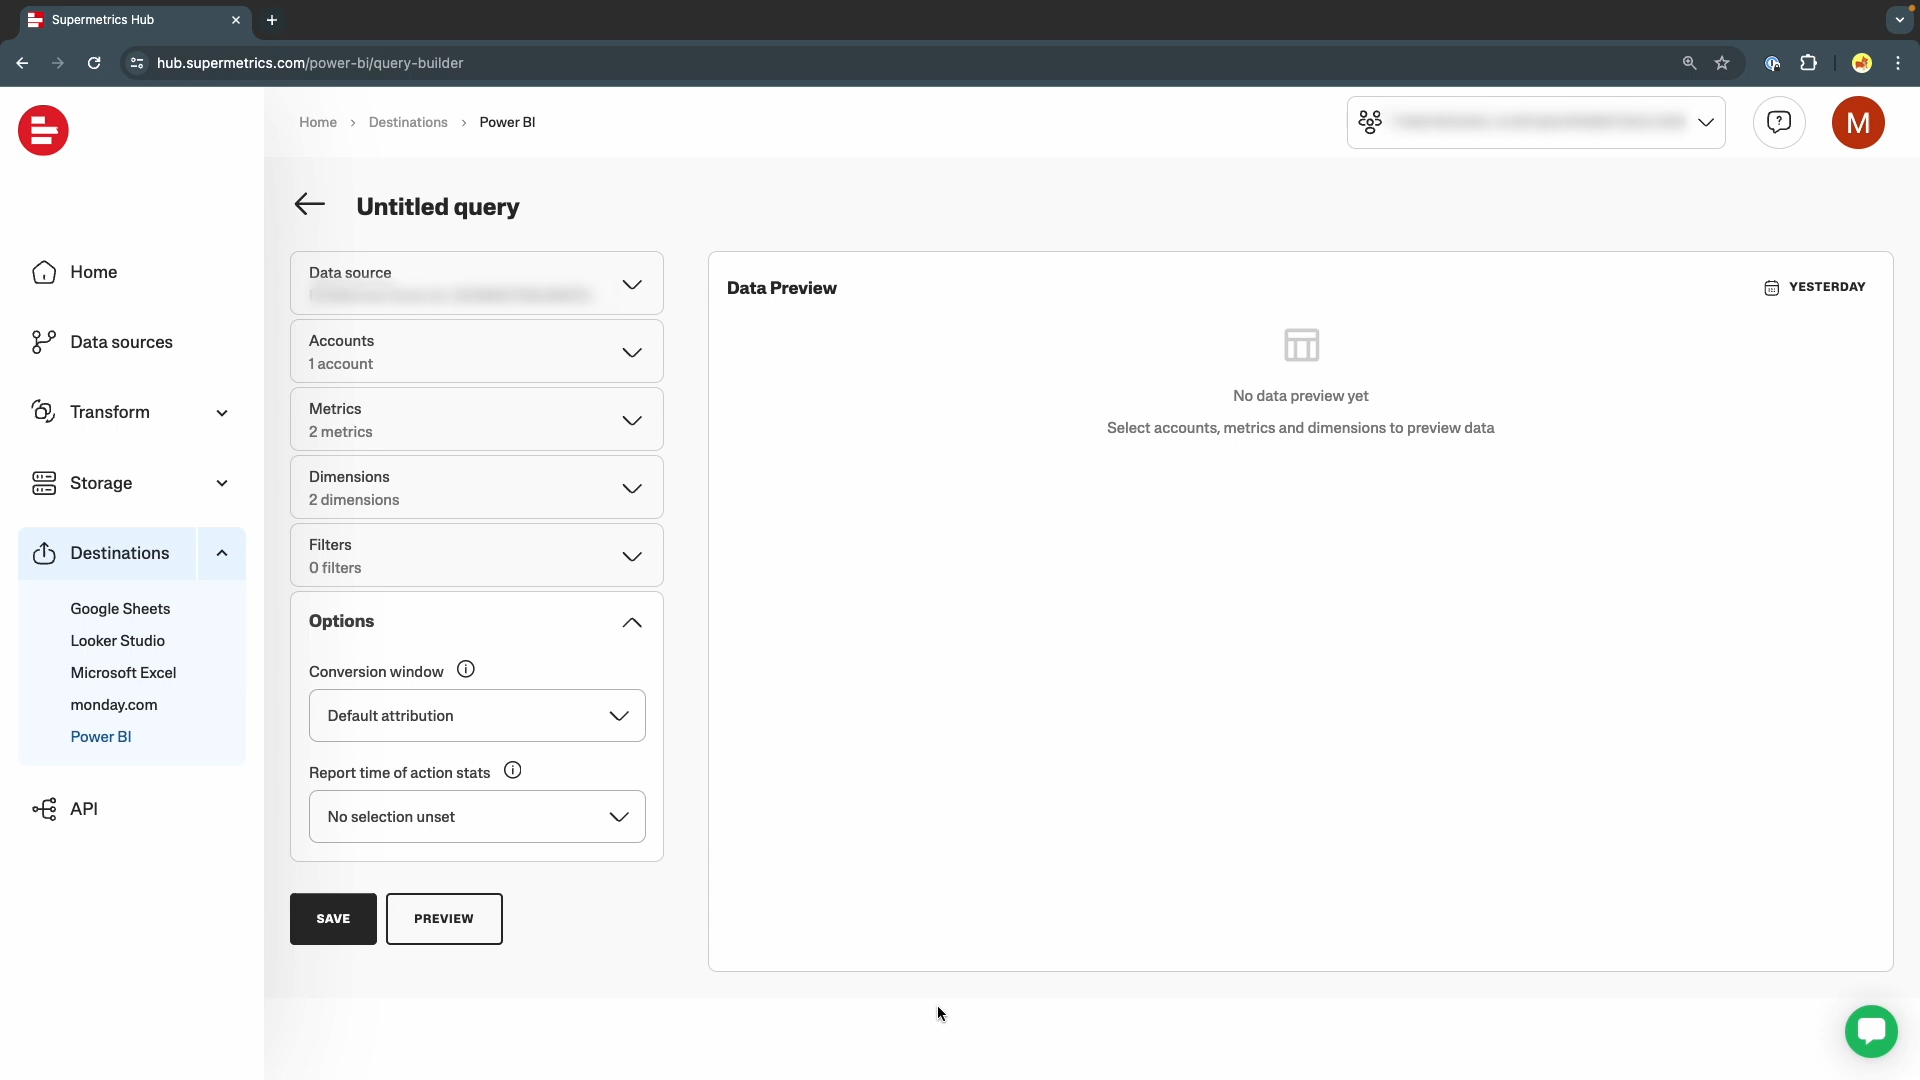 Supermetrics Hub
hub.supermetrics.com/power-bi/query-builder
Home
Destinations
Power BI
M
Home
Data sources
Transform
Storage
Destinations
Google Sheets
Looker Studio
Microsoft Excel
monday.com
Power BI
API
Untitled query
Data source
Accounts
1 account
Metrics
2 metrics
Dimensions
2 dimensions
Filters
0 filters
Options
Conversion window
Default attribution
Report time of action stats
No selection unset
SAVE
PREVIEW
Data Preview
YESTERDAY
No data preview yet
Select accounts, metrics and dimensions to preview data